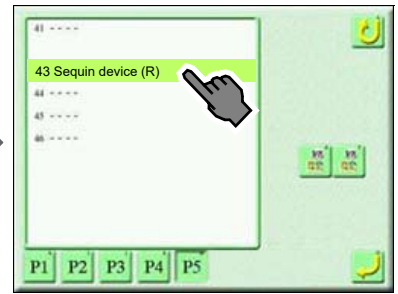 41 ----
43 Sequin device (R)
44 ----
45 ----
46 ----
P1 P2 P3 P4 P5